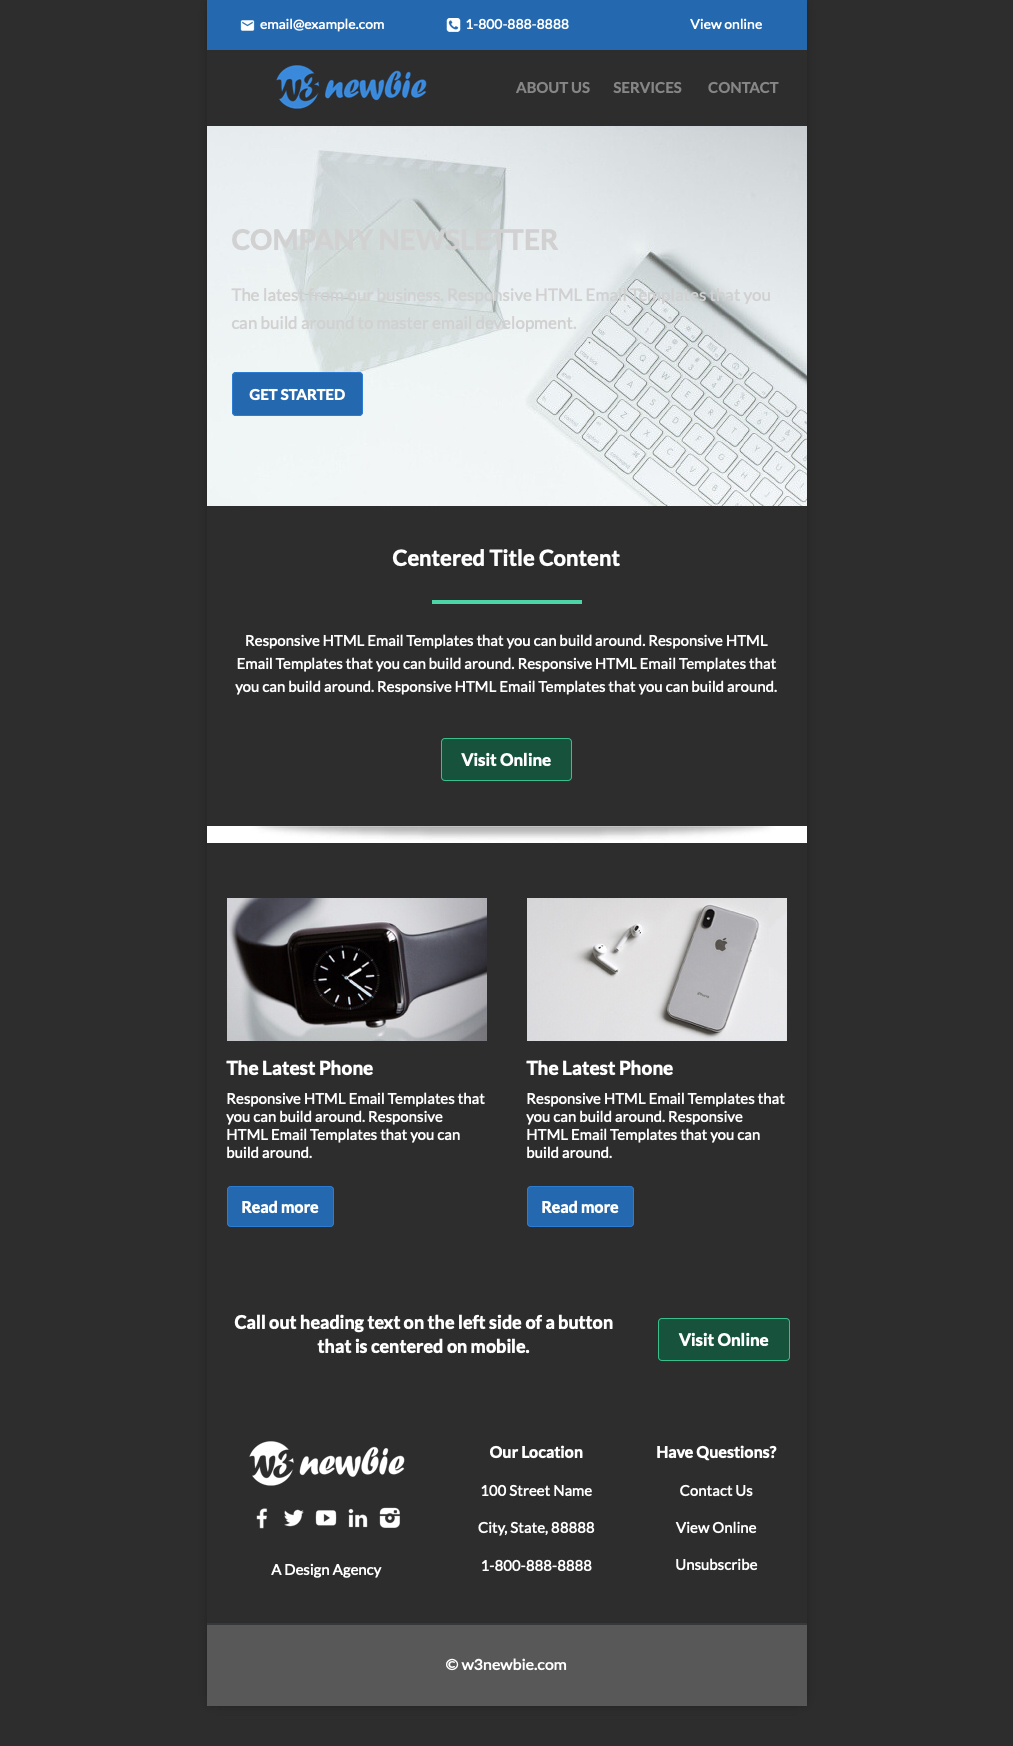 email@example.com
1-800-888-8888
View online
W3 newbie
ABOUT US
SERVICES
CONTACT
COMPANY NEWSLETTER
The latest from our business. Responsive HTML Email Templates that you
can build around to master email development.
GET STARTED
Centered Title Content
Responsive HTML Email Templates that you can build around. Responsive HTML
Email Templates that you can build around. Responsive HTML Email Templates that
you can build around. Responsive HTML Email Templates that you can build around.
Visit Online
The Latest Phone
Responsive HTML Email Templates that
you can build around. Responsive
HTML Email Templates that you can
build around.
Read more
iPhone
The Latest Phone
Responsive HTML Email Templates that
you can build around. Responsive
HTML Email Templates that you can
build around.
Read more
Call out heading text on the left side of a button
that is centered on mobile.
Visit Online
W3 newbie
A Design Agency
Our Location
100 Street Name
City, State, 88888
1-800-888-8888
Have Questions?
Contact Us
View Online
Unsubscribe
© w3newbie.com